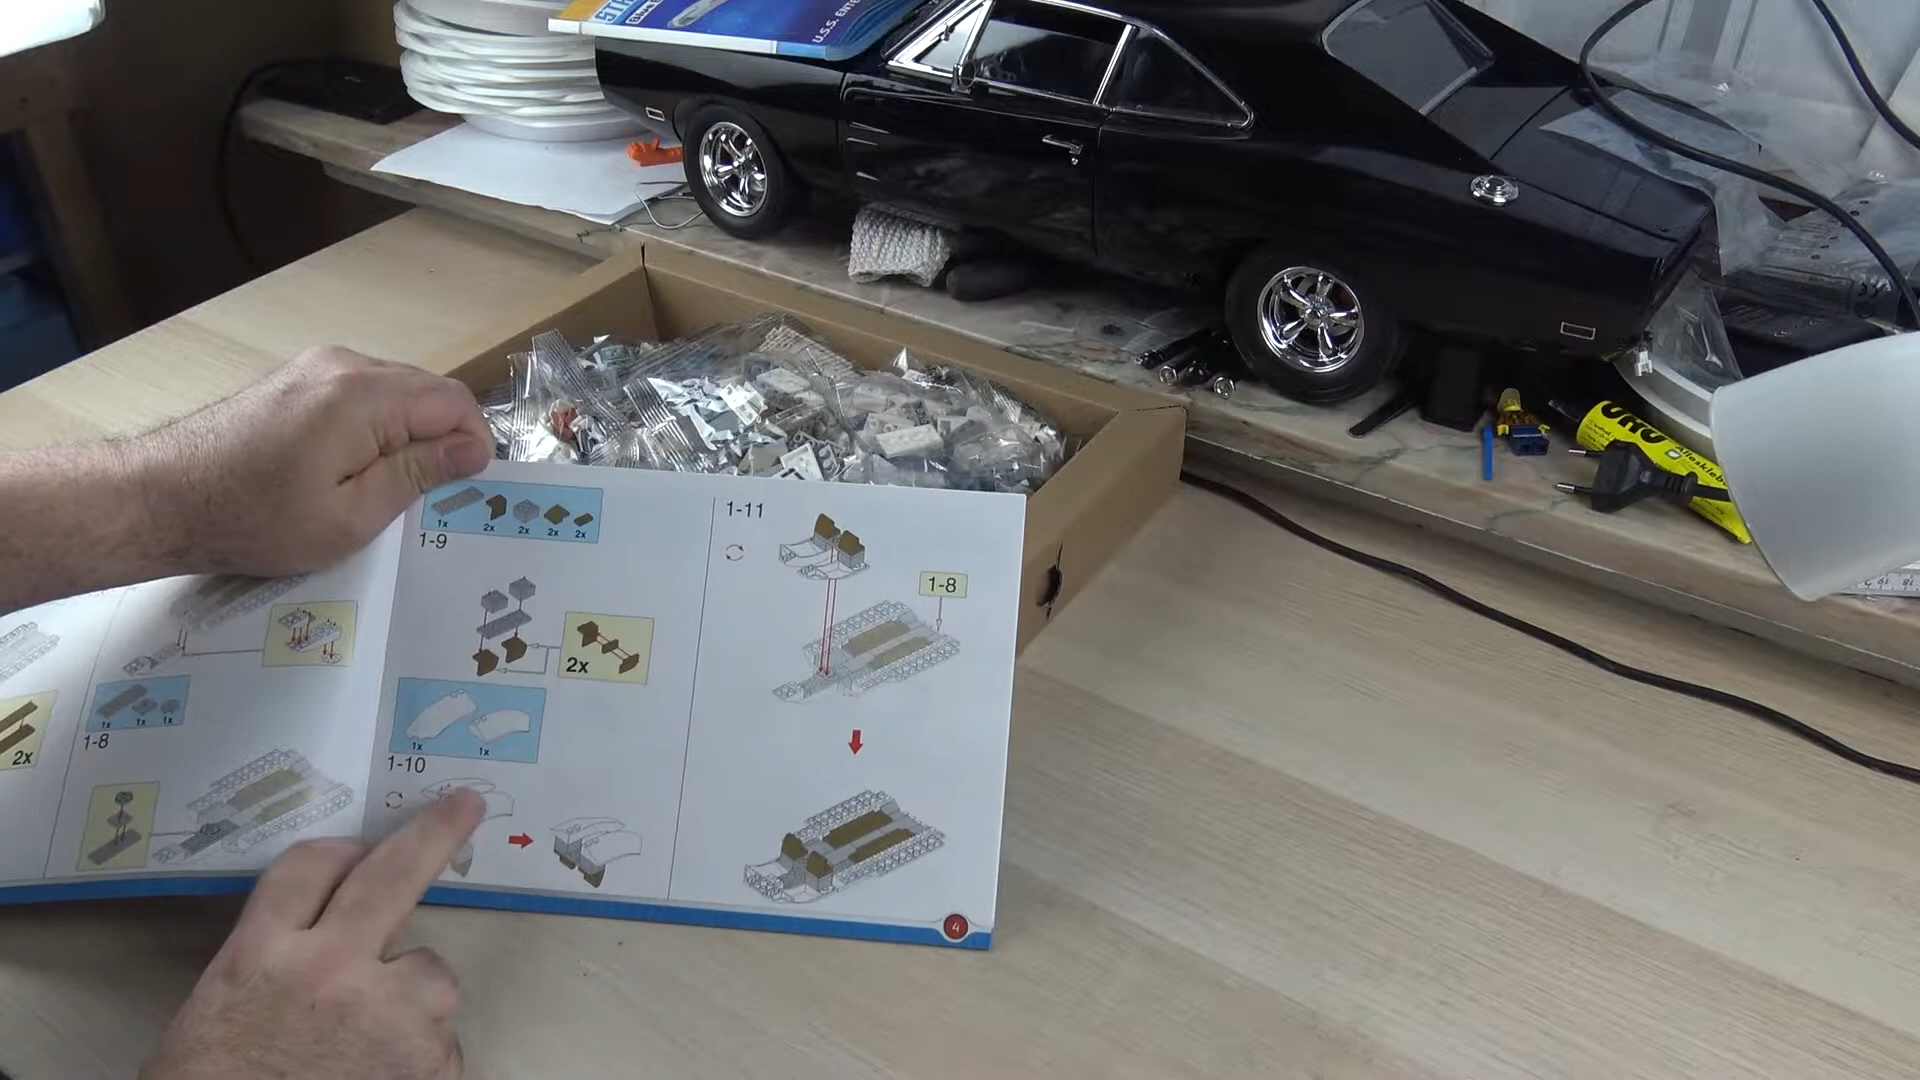 U.S.S. ENTE
UHU
Alleskleb
2x
1x 1x 1x
1-8
1x 2x 2x 2x 2x
1-9
2x
1x 1x
1-10
1-11
1-8
4